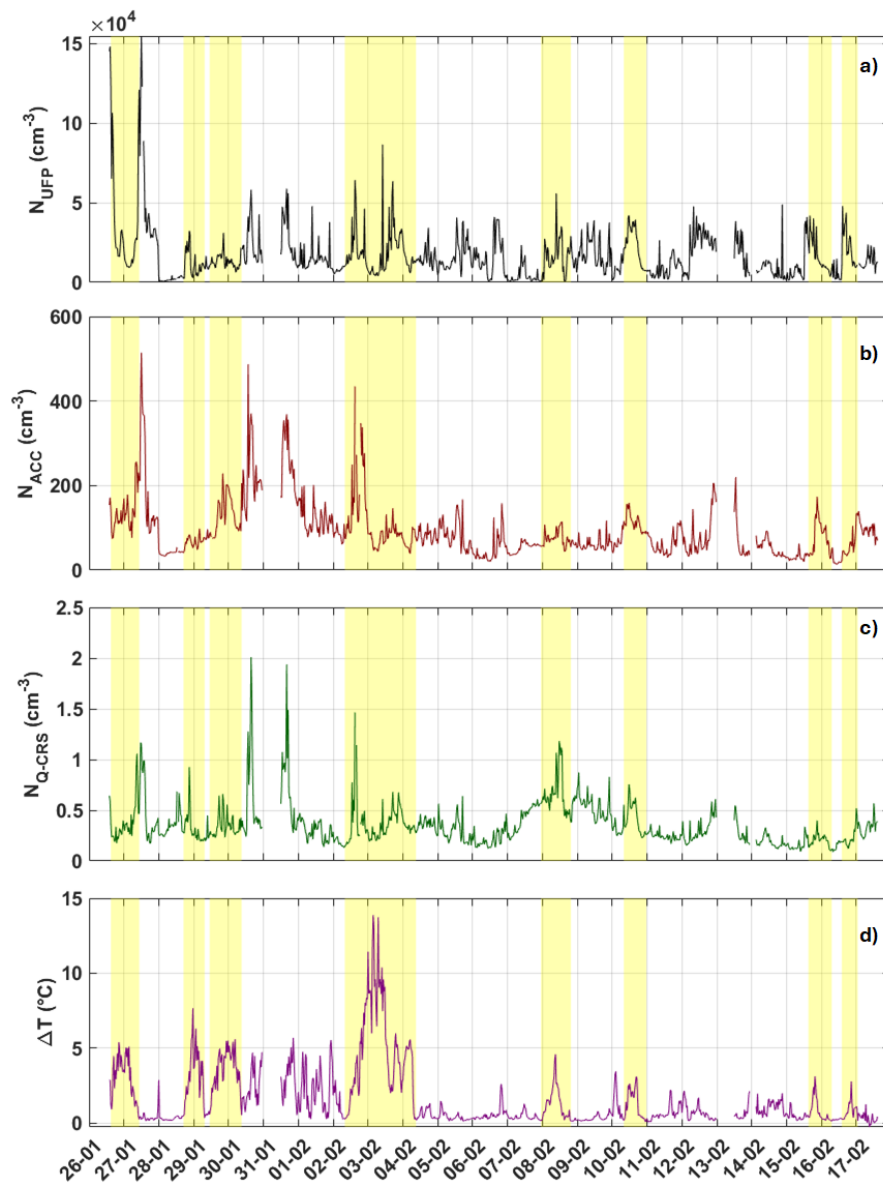 ×10⁴
15
10
5
0
N_UFP (cm⁻³)
a)
600
400
200
0
N_ACC (cm⁻³)
b)
2.5
2
1.5
1
0.5
0
N_Q-CRS (cm⁻³)
c)
15
10
5
0
ΔT (°C)
d)
26-01 27-01 28-01 29-01 30-01 31-01 01-02 02-02 03-02 04-02 05-02 06-02 07-02 08-02 09-02 10-02 11-02 12-02 13-02 14-02 15-02 16-02 17-02